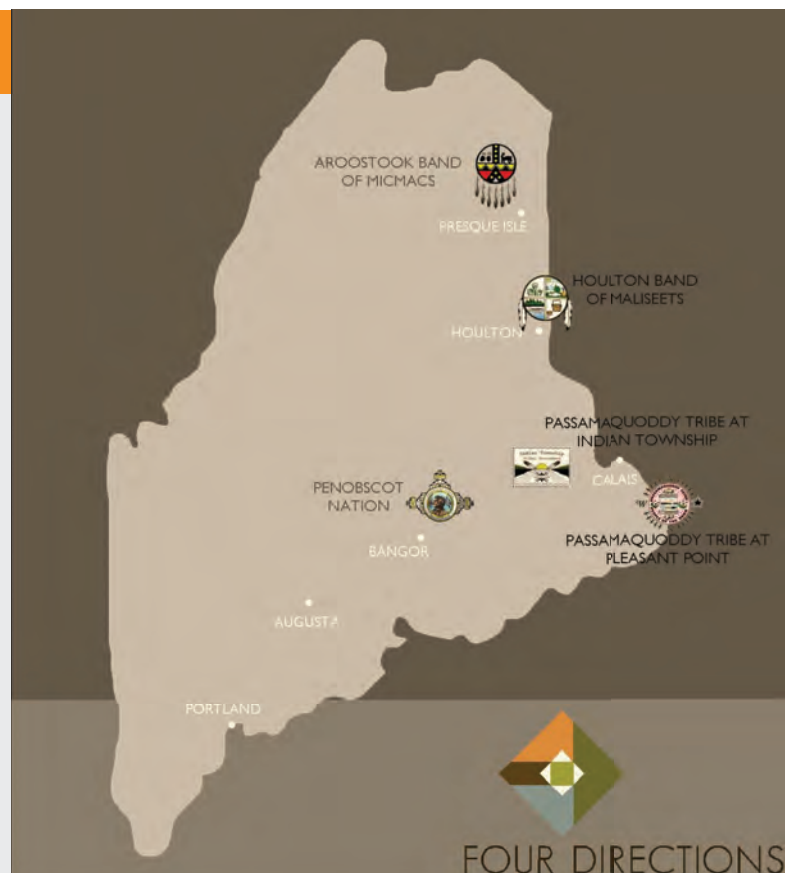 AROOSTOOK BAND
OF MICMACS
PRESQUE ISLE
HOULTON BAND
OF MALISEETS
HOULTON
PASSAMAQUODDY TRIBE AT
INDIAN TOWNSHIP
CALAIS
PENOBSCOT
NATION
PASSAMAQUODDY TRIBE AT
PLEASANT POINT
BANGOR
AUGUSTA
PORTLAND
FOUR DIRECTIONS